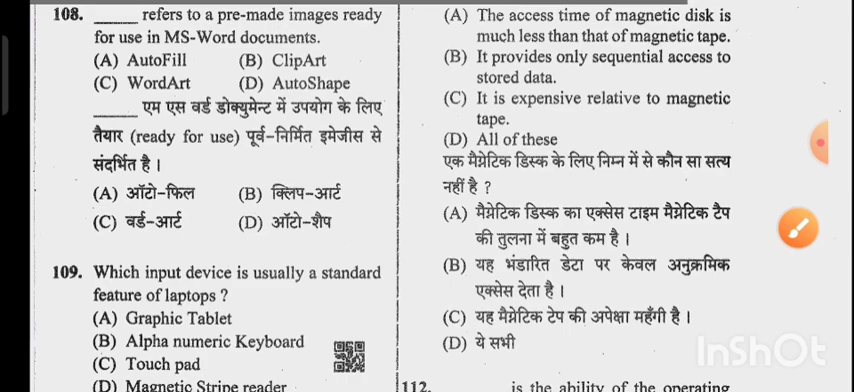 108. ______ refers to a pre-made images ready
for use in MS-Word documents.
(A) AutoFill (B) ClipArt
(C) WordArt (D) AutoShape
______ एम एस वर्ड डोक्युमेन्ट में उपयोग के लिए
तैयार (ready for use) पूर्व-निर्मित इमेजीस से
संदर्भित है ।
(A) ऑटो-फिल (B) क्लिप-आर्ट
(C) वर्ड-आर्ट (D) ऑटो-शैप
109. Which input device is usually a standard
feature of laptops ?
(A) Graphic Tablet
(B) Alpha numeric Keyboard
(C) Touch pad
(D) Magnetic Stripe reader
(A) The access time of magnetic disk is
much less than that of magnetic tape.
(B) It provides only sequential access to
stored data.
(C) It is expensive relative to magnetic
tape.
(D) All of these
एक मैग्नेटिक डिस्क के लिए निम्न में से कौन सा सत्य
नहीं है ?
(A) मैग्नेटिक डिस्क का एक्सेस टाइम मैग्नेटिक टैप
की तुलना में बहुत कम है ।
(B) यह भंडारित डेटा पर केवल अनुक्रमिक
एक्सेस देता है ।
(C) यह मैग्नेटिक टेप की अपेक्षा महँगी है ।
(D) ये सभी
112. ______ is the ability of the operating
InShOt